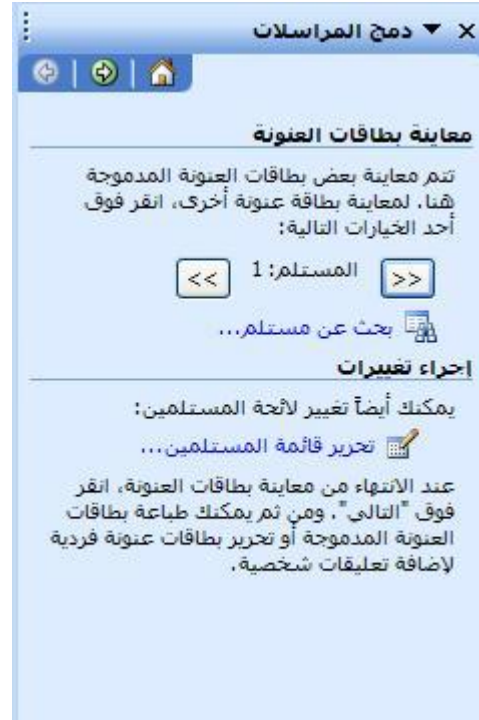 دمج المراسلات
معاينة بطاقات العنونة
تتم معاينة بعض بطاقات العنونة المدموجة
هنا. لمعاينة بطاقة عنونة أخرى، انقر فوق
أحد الخيارات التالية:
<< المستلم: 1 >>
بحث عن مستلم...
إجراء تغييرات
يمكنك أيضاً تغيير لائحة المستلمين:
تحرير قائمة المستلمين...
عند الانتهاء من معاينة بطاقات العنونة، انقر
فوق "التالي". ومن ثم يمكنك طباعة بطاقات
العنونة المدموجة أو تحرير بطاقات عنونة فردية
لإضافة تعليقات شخصية.